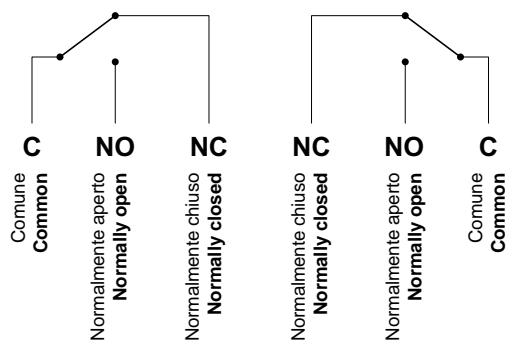 C NO NC NC NO C
Comune
Common
Normalmente aperto
Normally open
Normalmente chiuso
Normally closed
Normalmente chiuso
Normally closed
Normalmente aperto
Normally open
Comune
Common